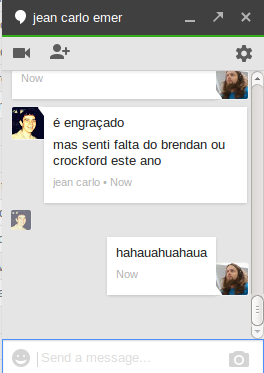 jean carlo emer
Now
é engraçado
mas senti falta do brendan ou
crockford este ano
jean carlo • Now
hahauahuahaua
Now
Send a message...